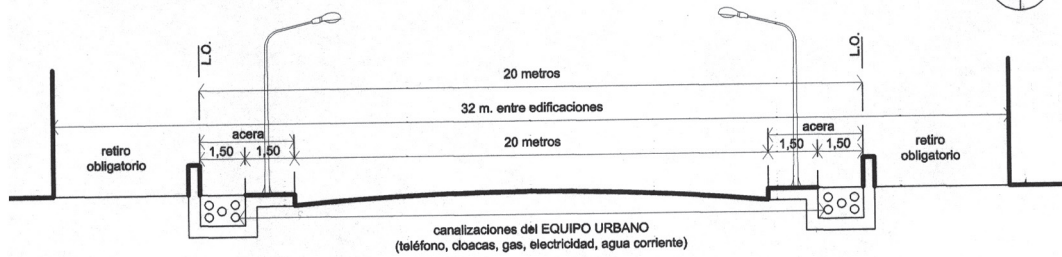 L.O.
L.O.
20 metros
32 m. entre edificaciones
acera
acera
retiro
obligatorio
1,50
1,50
20 metros
1,50
1,50
retiro
obligatorio
canalizaciones del EQUIPO URBANO
(teléfono, cloacas, gas, electricidad, agua corriente)